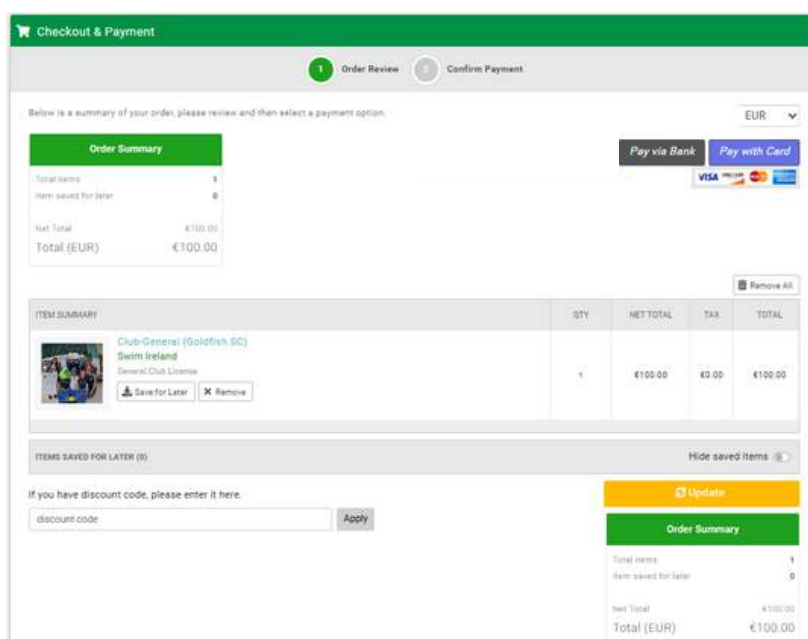 Checkout & Payment
1 Order Review 2 Confirm Payment
Below is a summary of your order, please review and then select a payment option.
EUR
Order Summary
Total items 1
Item saved for later 0
Net Total €100.00
Total (EUR) €100.00
Pay via Bank Pay with Card
VISA
Remove All
ITEM SUMMARY QTY NET TOTAL TAX TOTAL
Club-General (Goldfish SC)
Swim Ireland
General Club License
Save for Later Remove
1 €100.00 €0.00 €100.00
ITEMS SAVED FOR LATER (0) Hide saved items
If you have discount code, please enter it here.
discount code Apply
Update
Order Summary
Total items 1
Item saved for later 0
Net Total €100.00
Total (EUR) €100.00